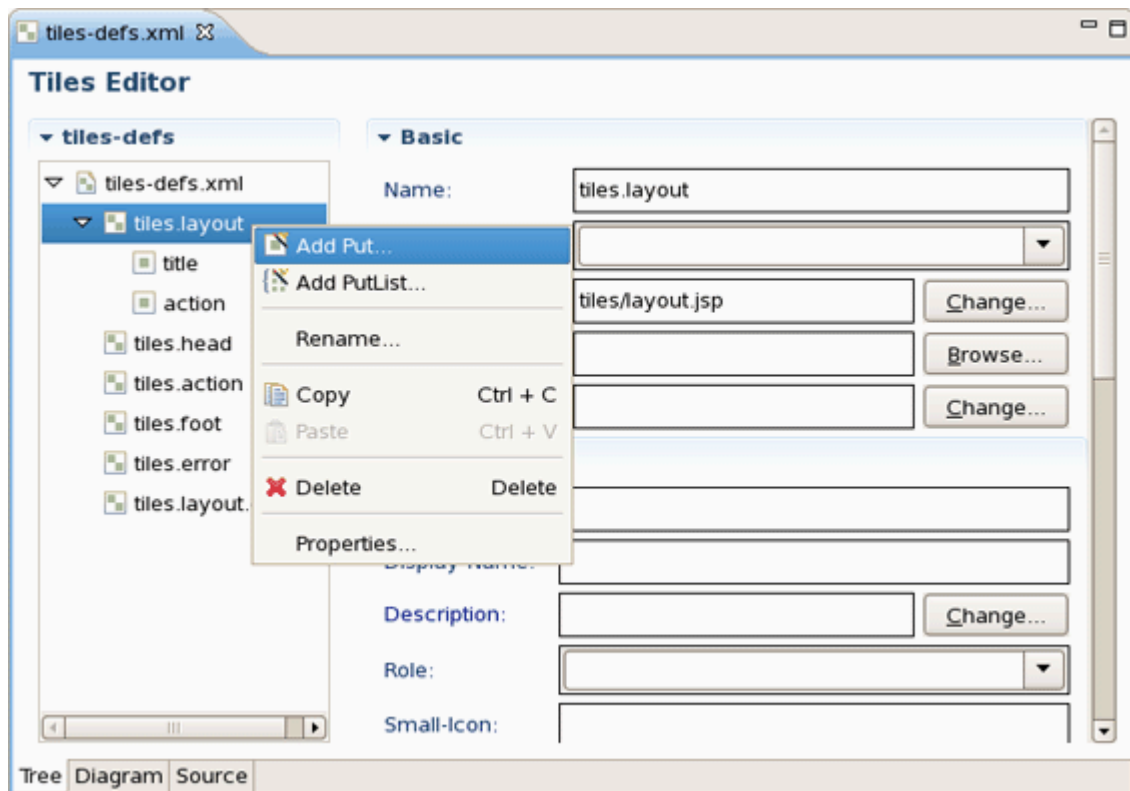 tiles-defs.xml
Tiles Editor
tiles-defs
tiles-defs.xml
tiles.layout
title
action
tiles.head
tiles.action
tiles.foot
tiles.error
tiles.layout.
Add Put...
Add PutList...
Rename...
Copy Ctrl + C
Paste Ctrl + V
Delete Delete
Properties...
Basic
Name: tiles.layout
tiles/layout.jsp Change...
Browse...
Change...
Display-Name:
Description: Change...
Role:
Small-Icon:
Tree Diagram Source